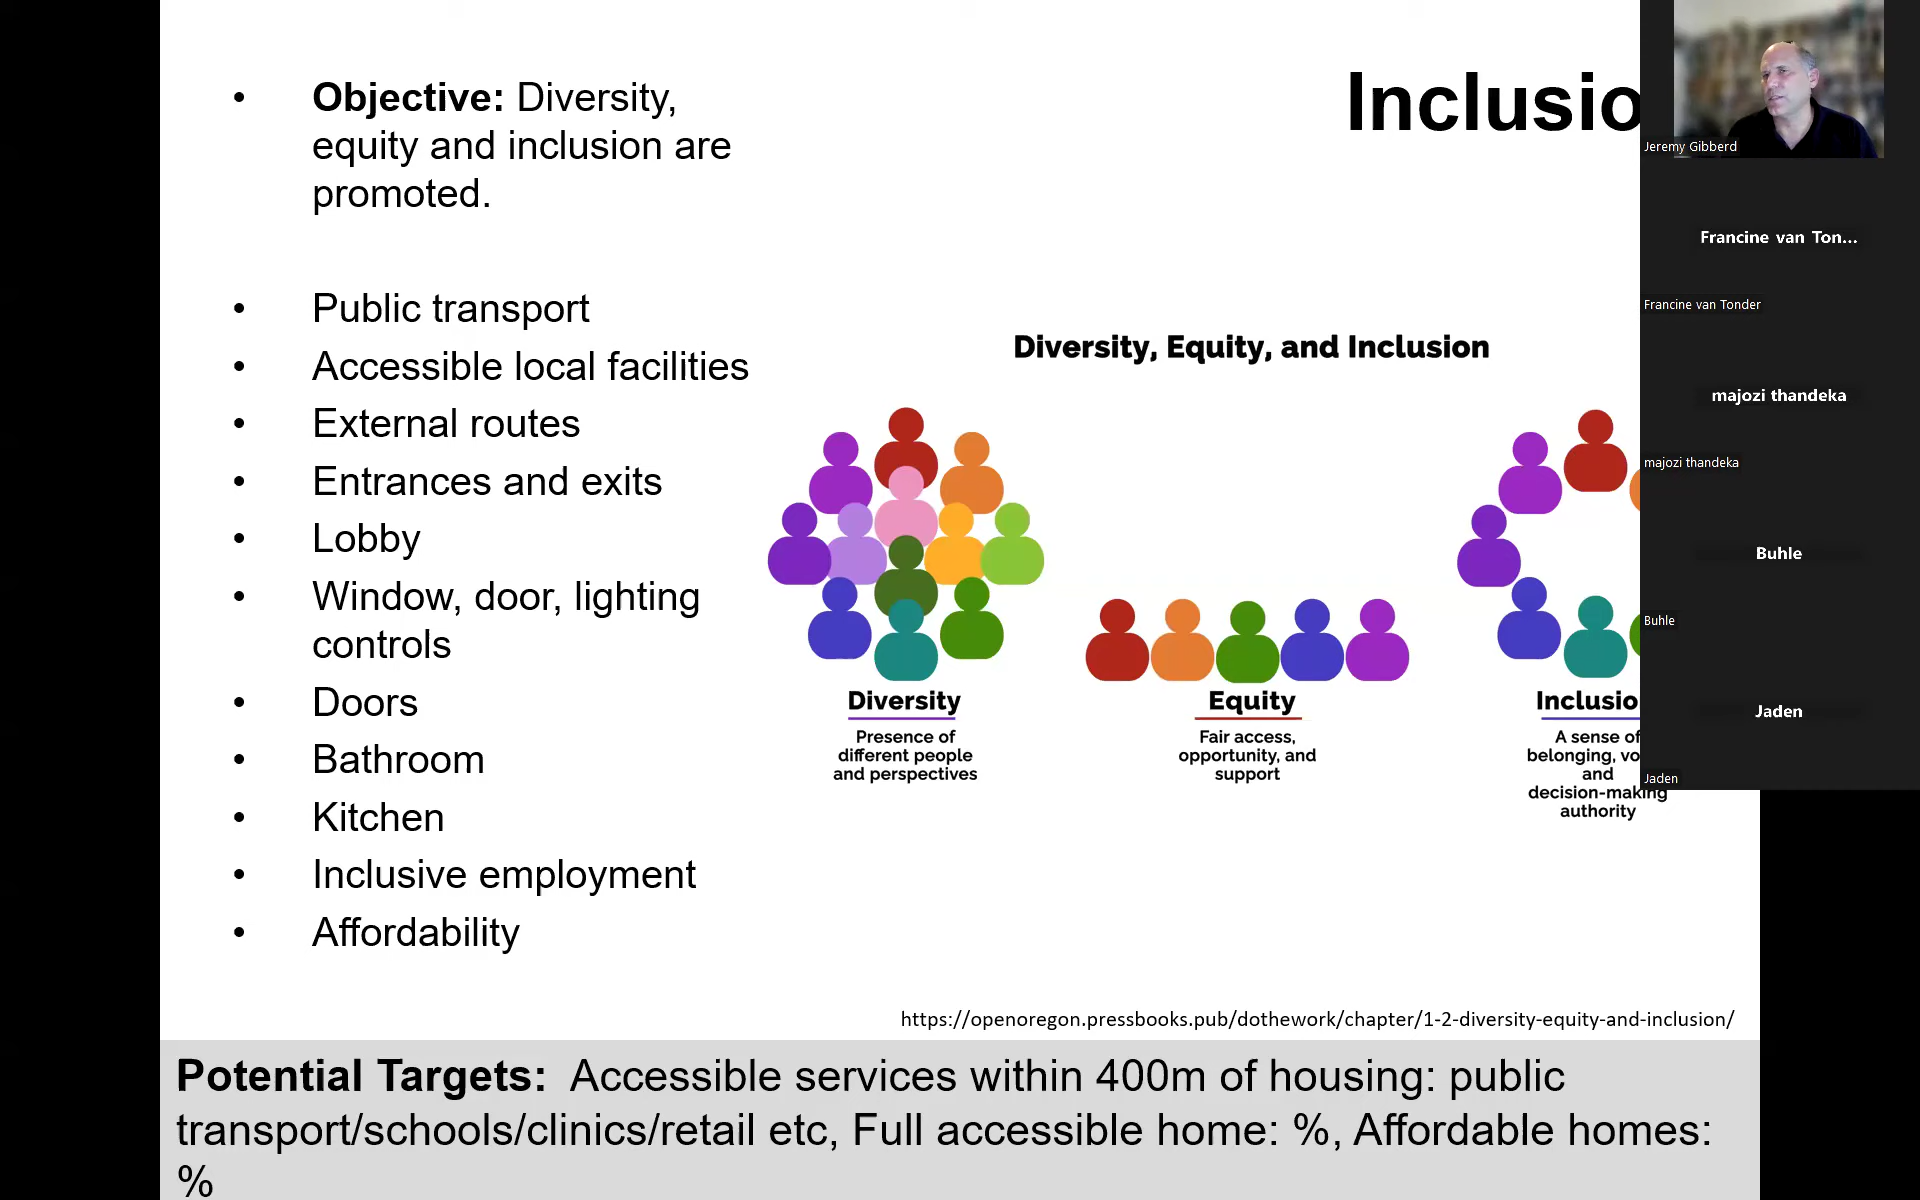 • Objective: Diversity,
equity and inclusion are
promoted.
• Public transport
• Accessible local facilities
• External routes
• Entrances and exits
• Lobby
• Window, door, lighting
controls
• Doors
• Bathroom
• Kitchen
• Inclusive employment
• Affordability
Inclusio
Diversity, Equity, and Inclusion
Diversity
Presence of
different people
and perspectives
Equity
Fair access,
opportunity, and
support
Inclusio
A sense of
belonging, vo
and
decision-making
authority
https://openoregon.pressbooks.pub/dothework/chapter/1-2-diversity-equity-and-inclusion/
Potential Targets: Accessible services within 400m of housing: public
transport/schools/clinics/retail etc, Full accessible home: %, Affordable homes:
%
Jeremy Gibberd
Francine van Ton...
Francine van Tonder
majozi thandeka
majozi thandeka
Buhle
Buhle
Jaden
Jaden